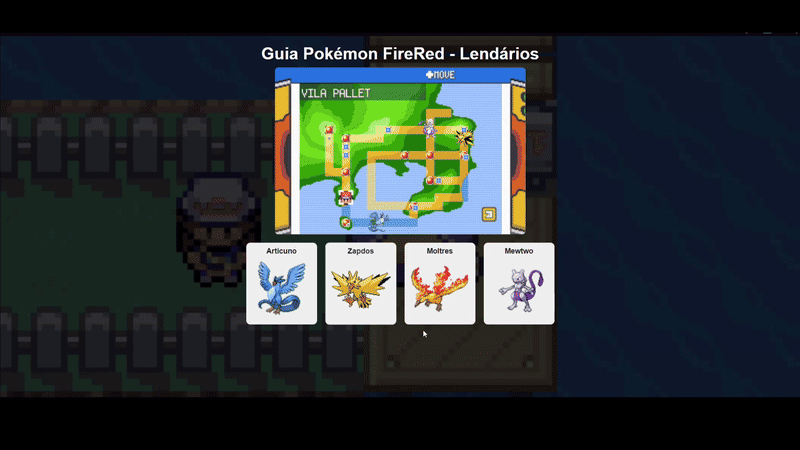 Guia Pokémon FireRed - Lendários
MOVE
VILA PALLET
Articuno
Zapdos
Moltres
Mewtwo